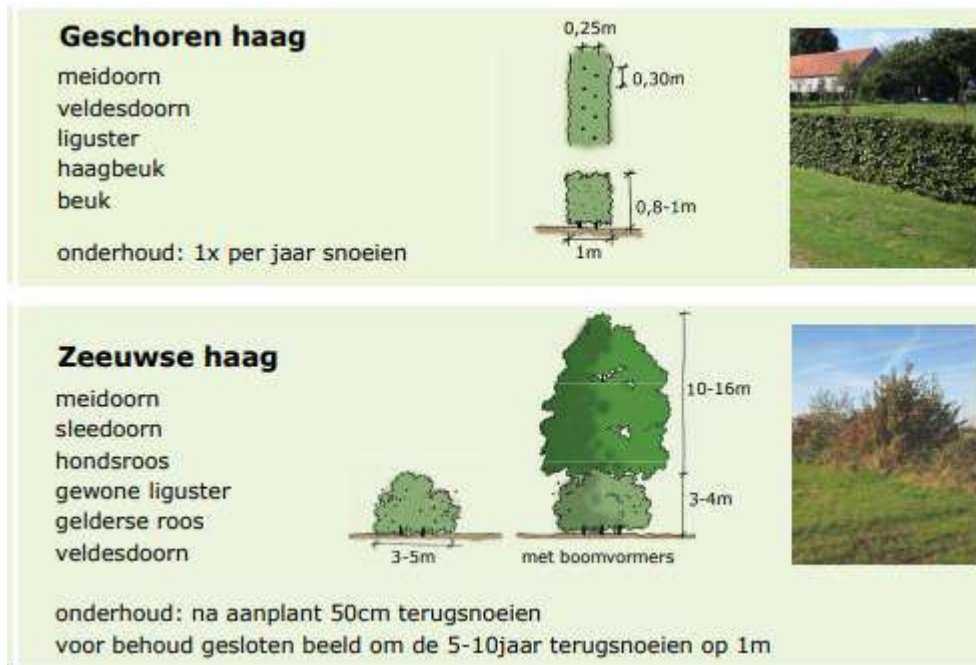 Geschoren haag
meidoorn
veldesdoorn
liguster
haagbeuk
beuk
onderhoud: 1x per jaar snoeien
0,25m
0,30m
0,8-1m
1m
Zeeuwse haag
meidoorn
sleedoorn
hondsroos
gewone liguster
gelderse roos
veldesdoorn
3-5m
10-16m
3-4m
met boomvormers
onderhoud: na aanplant 50cm terugsnoeien
voor behoud gesloten beeld om de 5-10jaar terugsnoeien op 1m